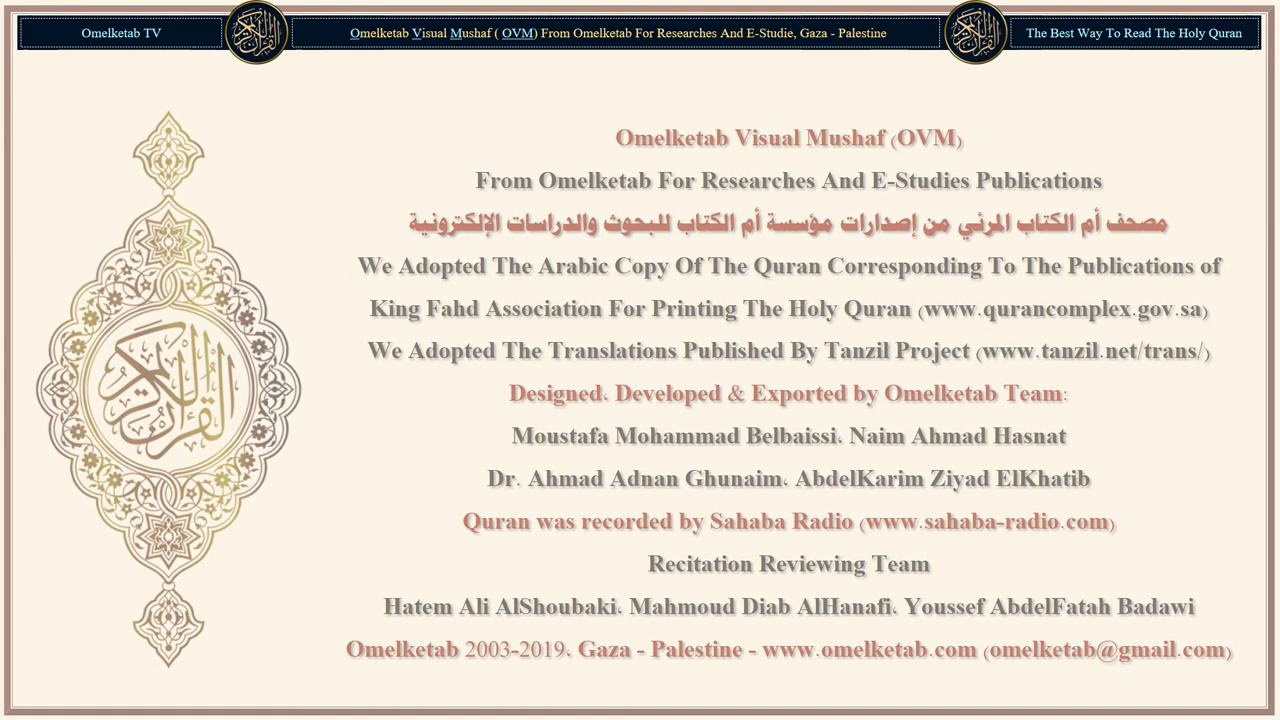 Omelketab TV
Omelketab Visual Mushaf ( OVM) From Omelketab For Researches And E-Studie, Gaza - Palestine
The Best Way To Read The Holy Quran
Omelketab Visual Mushaf (OVM)
From Omelketab For Researches And E-Studies Publications
مصحف أم الكتاب المرئي من إصدارات مؤسسة أم الكتاب للبحوث والدراسات الإلكترونية
We Adopted The Arabic Copy Of The Quran Corresponding To The Publications of
King Fahd Association For Printing The Holy Quran (www.qurancomplex.gov.sa)
We Adopted The Translations Published By Tanzil Project (www.tanzil.net/trans/)
Designed، Developed & Exported by Omelketab Team:
Moustafa Mohammad Belbaissi، Naim Ahmad Hasnat
Dr. Ahmad Adnan Ghunaim، AbdelKarim Ziyad ElKhatib
Quran was recorded by Sahaba Radio (www.sahaba-radio.com)
Recitation Reviewing Team
Hatem Ali AlShoubaki، Mahmoud Diab AlHanafi، Youssef AbdelFatah Badawi
Omelketab 2003-2019، Gaza - Palestine - www.omelketab.com (omelketab@gmail.com)
القرآن الكريم